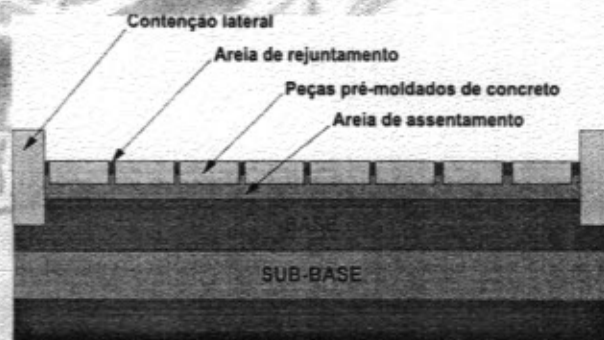 Contenção lateral
Areia de rejuntamento
Peças pré-moldados de concreto
Areia de assentamento
BASE
SUB-BASE